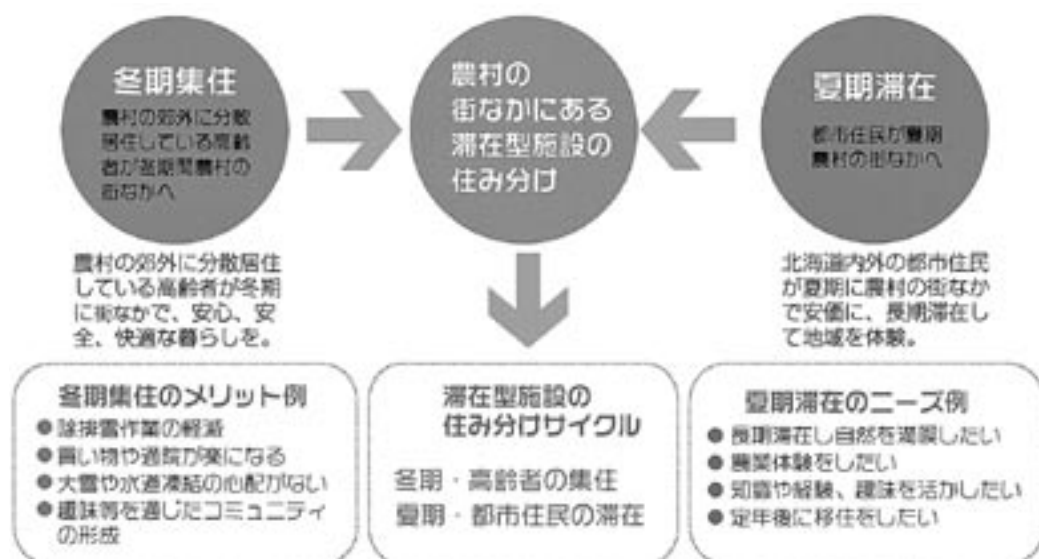 冬期集住
農村の郊外に分散
居住している高齢
者が冬期間農村の
街なかへ
農村の
街なかにある
滞在型施設の
住み分け
夏期滞在
都市住民が夏期
農村の街なかへ
農村の郊外に分散居住
している高齢者が冬期
に街なかで、安心、安
全、快適な暮らしを。
北海道内外の都市住民
が夏期に農村の街なか
で安価に、長期滞在し
て地域を体験。
冬期集住のメリット例
● 除排雪作業の軽減
● 買い物や通院が楽になる
● 大雪や水道凍結の心配がない
● 趣味等を通じたコミュニティ
の形成
滞在型施設の
住み分けサイクル
冬期・高齢者の集住
夏期・都市住民の滞在
夏期滞在のニーズ例
● 長期滞在し自然を満喫したい
● 農業体験をしたい
● 知識や経験、趣味を活かしたい
● 定年後に移住をしたい